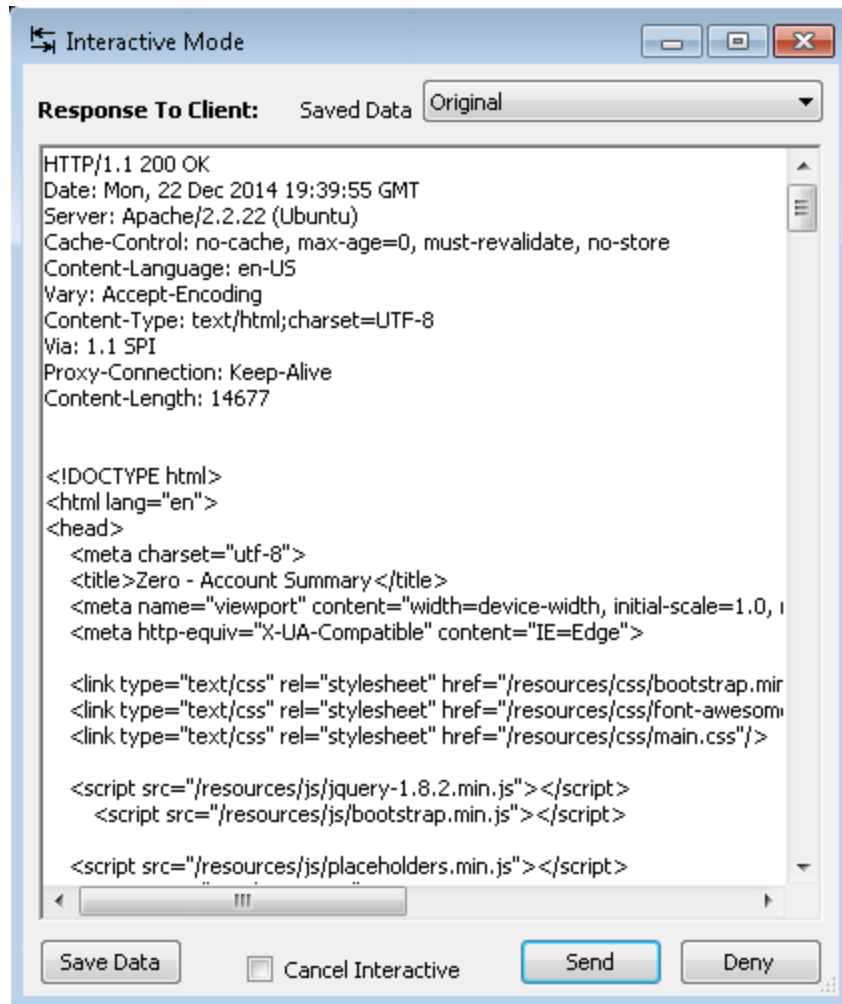 Interactive Mode
Response To Client: Saved Data Original
HTTP/1.1 200 OK
Date: Mon, 22 Dec 2014 19:39:55 GMT
Server: Apache/2.2.22 (Ubuntu)
Cache-Control: no-cache, max-age=0, must-revalidate, no-store
Content-Language: en-US
Vary: Accept-Encoding
Content-Type: text/html;charset=UTF-8
Via: 1.1 SPI
Proxy-Connection: Keep-Alive
Content-Length: 14677
<!DOCTYPE html>
<html lang="en">
<head>
<meta charset="utf-8">
<title>Zero - Account Summary</title>
<meta name="viewport" content="width=device-width, initial-scale=1.0,
<meta http-equiv="X-UA-Compatible" content="IE=Edge">
<link type="text/css" rel="stylesheet" href="/resources/css/bootstrap.min
<link type="text/css" rel="stylesheet" href="/resources/css/font-awesom
<link type="text/css" rel="stylesheet" href="/resources/css/main.css"/>
<script src="/resources/js/jquery-1.8.2.min.js"></script>
<script src="/resources/js/bootstrap.min.js"></script>
<script src="/resources/js/placeholders.min.js"></script>
Save Data Cancel Interactive Send Deny